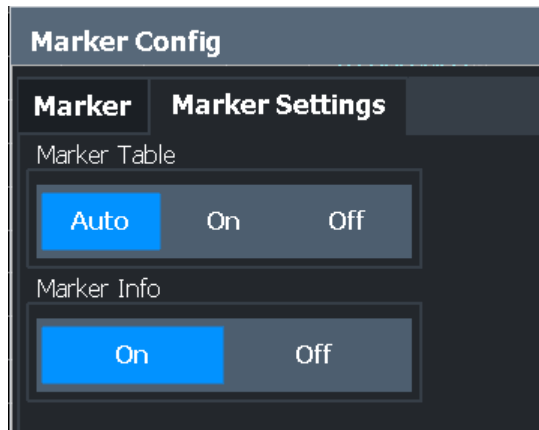 Marker Config
Marker Marker Settings
Marker Table
Auto On Off
Marker Info
On Off